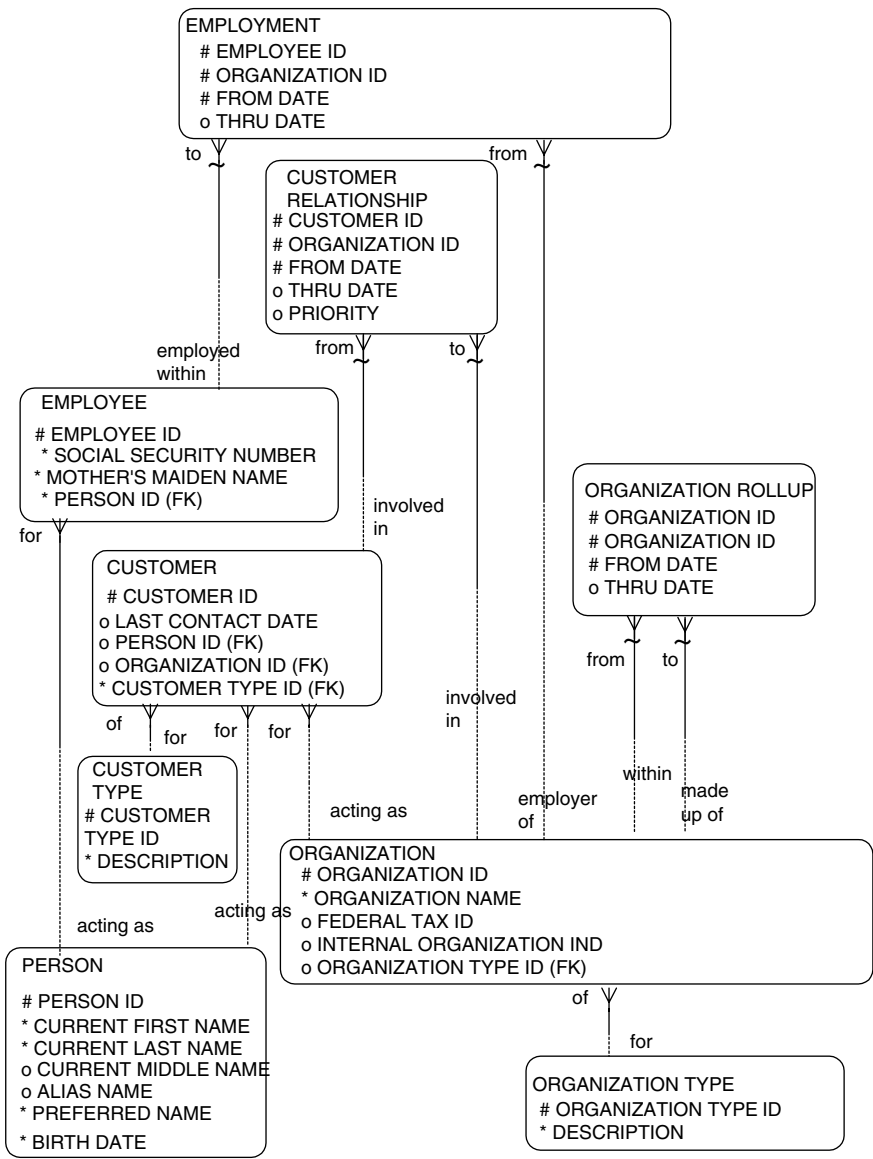 EMPLOYMENT
# EMPLOYEE ID
# ORGANIZATION ID
# FROM DATE
o THRU DATE
to
from
CUSTOMER
RELATIONSHIP
# CUSTOMER ID
# ORGANIZATION ID
# FROM DATE
o THRU DATE
o PRIORITY
from
to
employed
within
EMPLOYEE
# EMPLOYEE ID
* SOCIAL SECURITY NUMBER
* MOTHER'S MAIDEN NAME
* PERSON ID (FK)
for
involved
in
ORGANIZATION ROLLUP
# ORGANIZATION ID
# ORGANIZATION ID
# FROM DATE
o THRU DATE
from
to
CUSTOMER
# CUSTOMER ID
o LAST CONTACT DATE
o PERSON ID (FK)
o ORGANIZATION ID (FK)
* CUSTOMER TYPE ID (FK)
of
for
for
for
involved
in
within
made
up of
CUSTOMER
TYPE
# CUSTOMER
TYPE ID
* DESCRIPTION
acting as
employer
of
ORGANIZATION
# ORGANIZATION ID
* ORGANIZATION NAME
o FEDERAL TAX ID
o INTERNAL ORGANIZATION IND
o ORGANIZATION TYPE ID (FK)
acting as
acting as
PERSON
# PERSON ID
* CURRENT FIRST NAME
* CURRENT LAST NAME
o CURRENT MIDDLE NAME
o ALIAS NAME
* PREFERRED NAME
* BIRTH DATE
of
for
ORGANIZATION TYPE
# ORGANIZATION TYPE ID
* DESCRIPTION